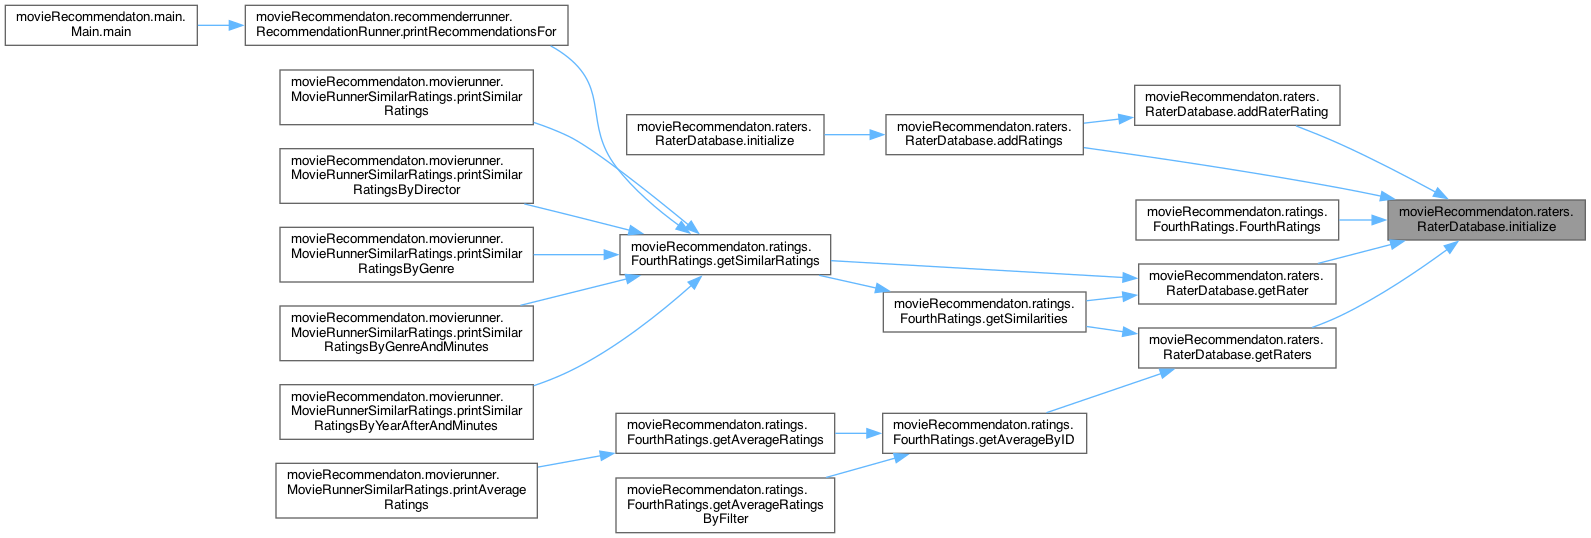 movieRecommendaton.main.
Main.main
movieRecommendaton.recommenderrunner.
RecommendationRunner.printRecommendationsFor
movieRecommendaton.movierunner.
MovieRunnerSimilarRatings.printSimilar
Ratings
movieRecommendaton.movierunner.
MovieRunnerSimilarRatings.printSimilar
RatingsByDirector
movieRecommendaton.movierunner.
MovieRunnerSimilarRatings.printSimilar
RatingsByGenre
movieRecommendaton.movierunner.
MovieRunnerSimilarRatings.printSimilar
RatingsByGenreAndMinutes
movieRecommendaton.movierunner.
MovieRunnerSimilarRatings.printSimilar
RatingsByYearAfterAndMinutes
movieRecommendaton.movierunner.
MovieRunnerSimilarRatings.printAverage
Ratings
movieRecommendaton.raters.
RaterDatabase.initialize
movieRecommendaton.ratings.
FourthRatings.getSimilarRatings
movieRecommendaton.ratings.
FourthRatings.getAverageRatings
movieRecommendaton.ratings.
FourthRatings.getAverageRatings
ByFilter
movieRecommendaton.raters.
RaterDatabase.addRatings
movieRecommendaton.ratings.
FourthRatings.getSimilarities
movieRecommendaton.ratings.
FourthRatings.getAverageByID
movieRecommendaton.raters.
RaterDatabase.addRaterRating
movieRecommendaton.ratings.
FourthRatings.FourthRatings
movieRecommendaton.raters.
RaterDatabase.getRater
movieRecommendaton.raters.
RaterDatabase.getRaters
movieRecommendaton.raters.
RaterDatabase.initialize